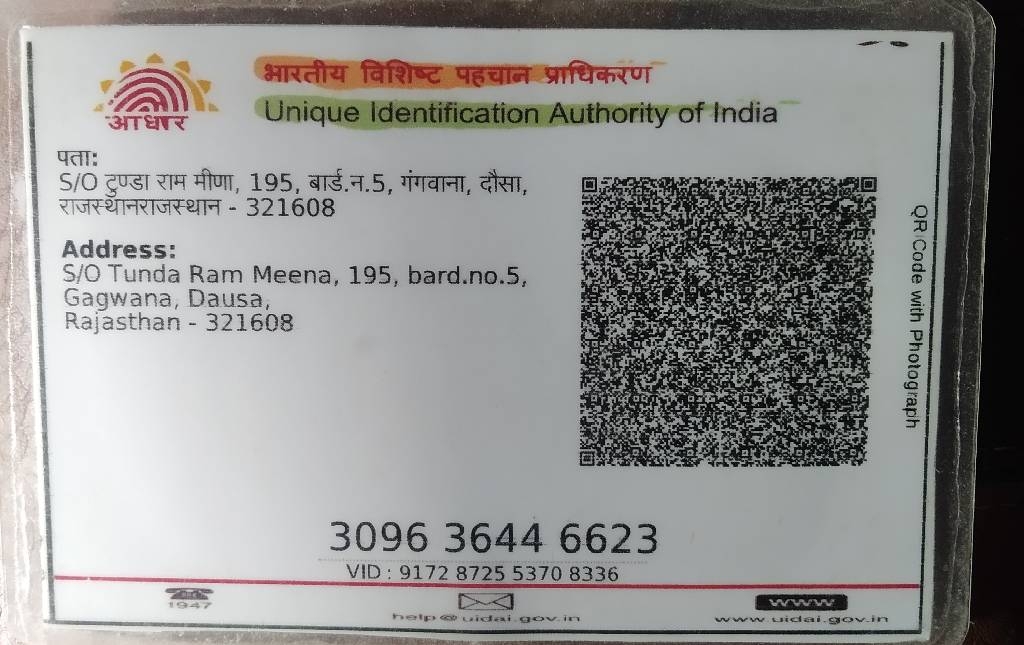 भारतीय विशिष्ट पहचान प्राधिकरण
Unique Identification Authority of India
आधार
पता:
S/O टुण्डा राम मीणा, 195, बार्ड.न.5, गंगवाना, दौसा,
राजस्थानराजस्थान - 321608
Address:
S/O Tunda Ram Meena, 195, bard.no.5,
Gagwana, Dausa,
Rajasthan - 321608
QR Code with Photograph
3096 3644 6623
VID : 9172 8725 5370 8336
1947
help@uidai.gov.in
www
www.uidai.gov.in